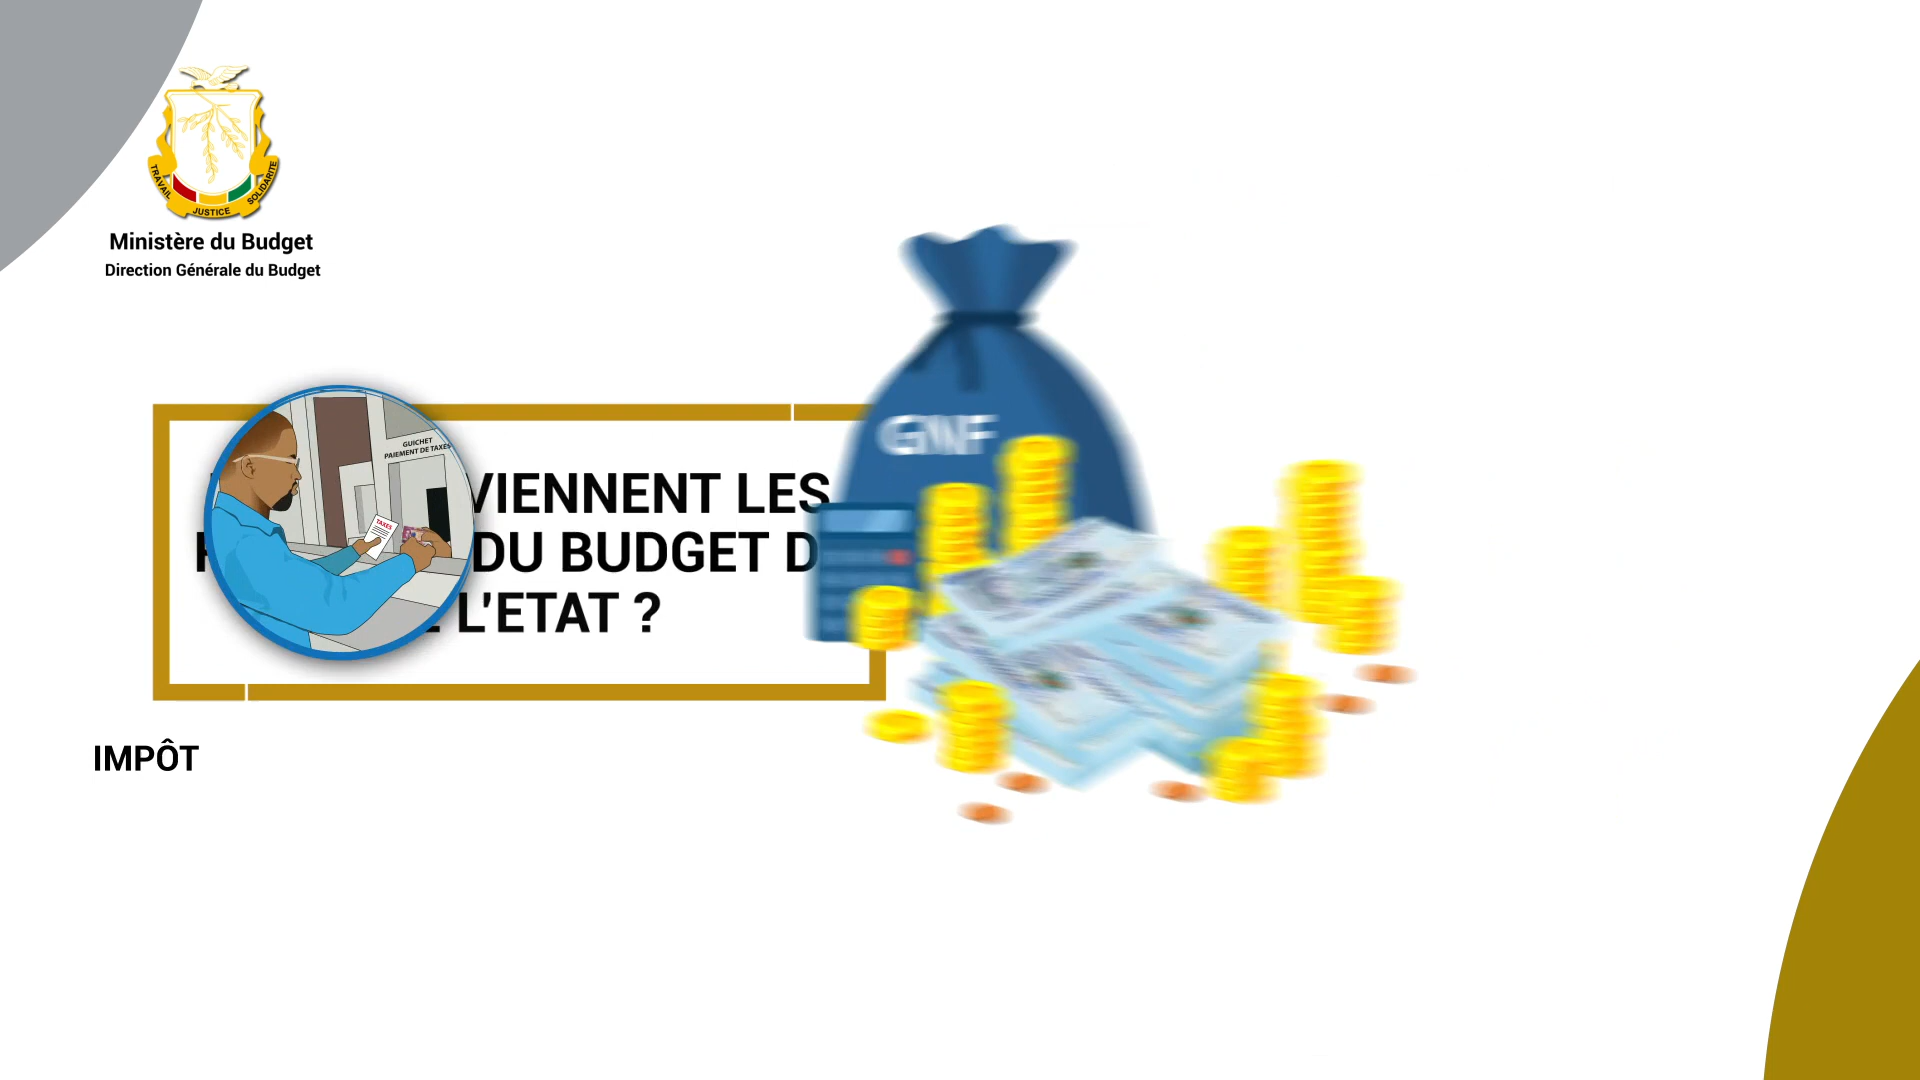 TRAVAIL
JUSTICE
SOLIDARITE
Ministère du Budget
Direction Générale du Budget
GUICHET
PAIEMENT DE TAXES
GNF
VIENNENT LES
DU BUDGET D
L'ETAT ?
TAXES
IMPÔT